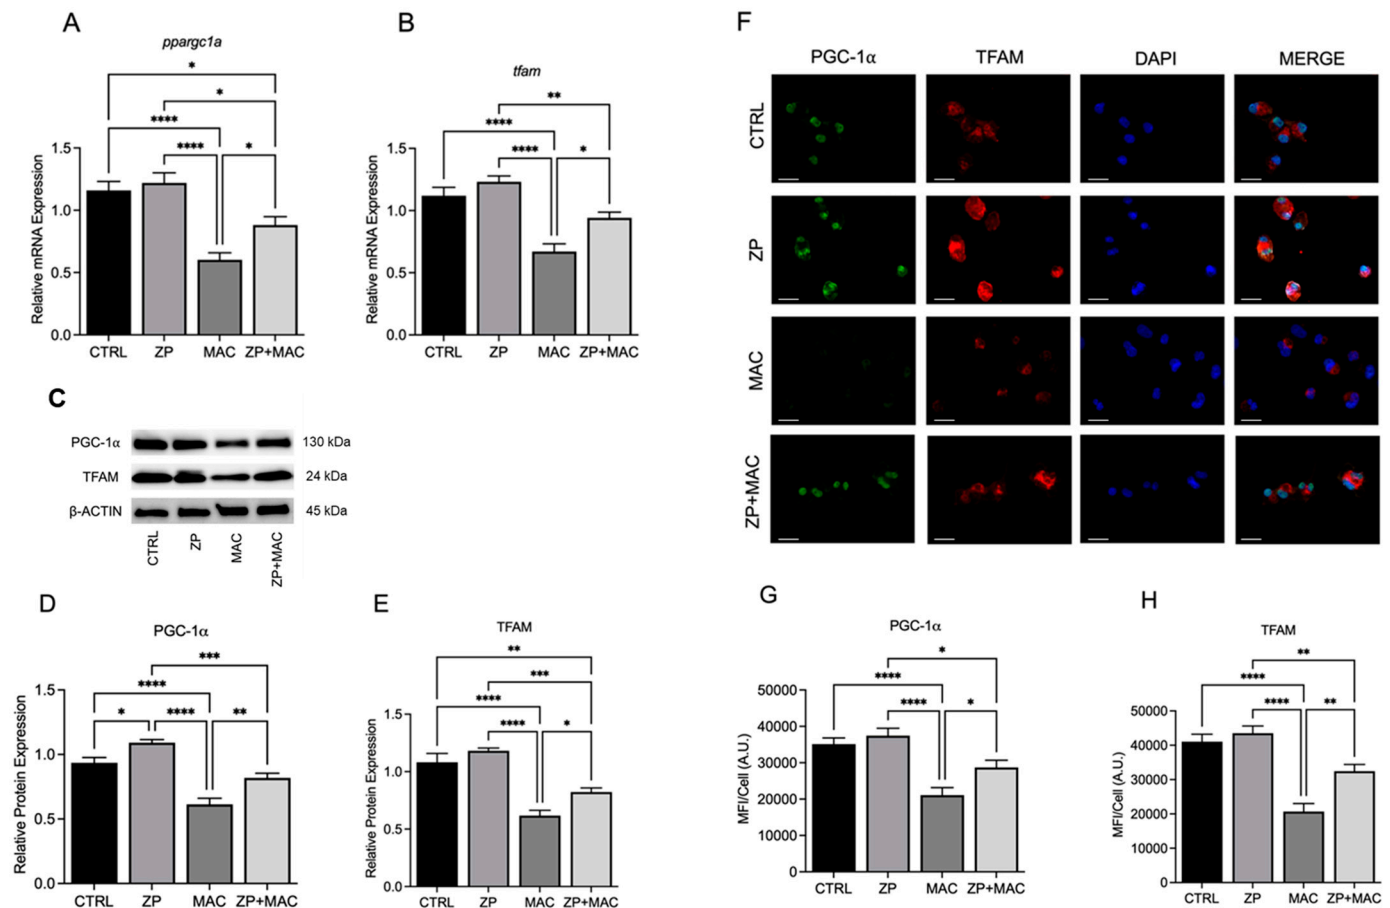 A
ppargc1a
*
*
****
**** *
Relative mRNA Expression
1.5
1.0
0.5
0.0
CTRL ZP MAC ZP+MAC
B
tfam
**
****
**** *
Relative mRNA Expression
1.5
1.0
0.5
0.0
CTRL ZP MAC ZP+MAC
C
PGC-1α 130 kDa
TFAM 24 kDa
β-ACTIN 45 kDa
CTRL ZP MAC ZP+MAC
D
PGC-1α
***
****
* **** **
Relative Protein Expression
1.5
1.0
0.5
0.0
CTRL ZP MAC ZP+MAC
E
TFAM
**
***
****
**** *
Relative Protein Expression
1.5
1.0
0.5
0.0
CTRL ZP MAC ZP+MAC
F
PGC-1α TFAM DAPI MERGE
CTRL
ZP
MAC
ZP+MAC
G
PGC-1α
*
****
**** *
MFI/Cell (A.U.)
50000
40000
30000
20000
10000
0
CTRL ZP MAC ZP+MAC
H
TFAM
**
****
**** **
MFI/Cell (A.U.)
50000
40000
30000
20000
10000
0
CTRL ZP MAC ZP+MAC